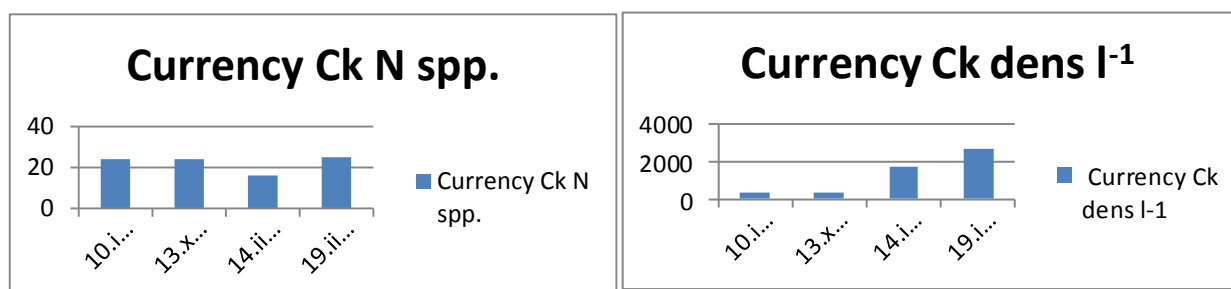 Currency Ck N spp.
40
20
0
10.i...
13.x...
14.ii...
19.ii...
Currency Ck N
spp.
Currency Ck dens l-1
4000
2000
0
10.i...
13.x...
14.i...
19.i...
Currency Ck
dens l-1